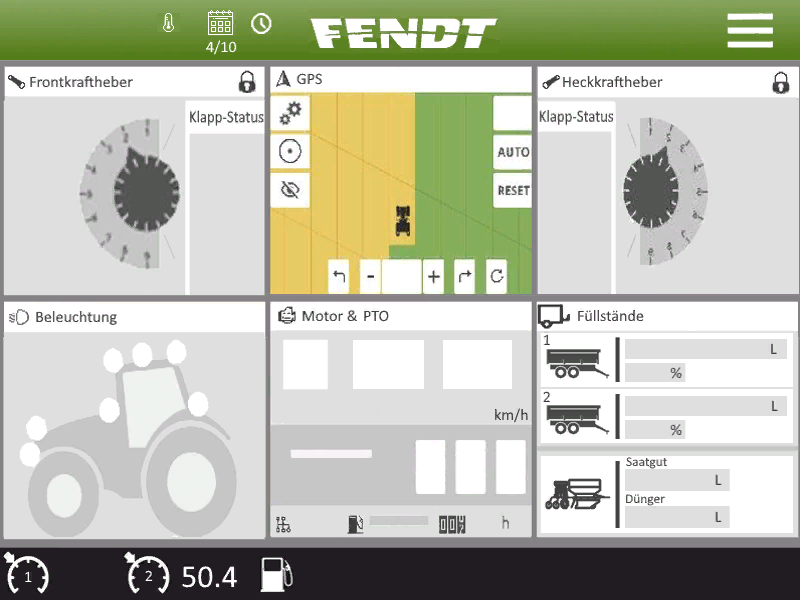 4/10
FENDT
Frontkraftheber
Klapp-Status
GPS
AUTO
RESET
-
+
Heckkraftheber
Klapp-Status
Beleuchtung
Motor & PTO
km/h
h
Füllstände
1
L
%
2
L
%
Saatgut
L
Dünger
L
1
2
50.4